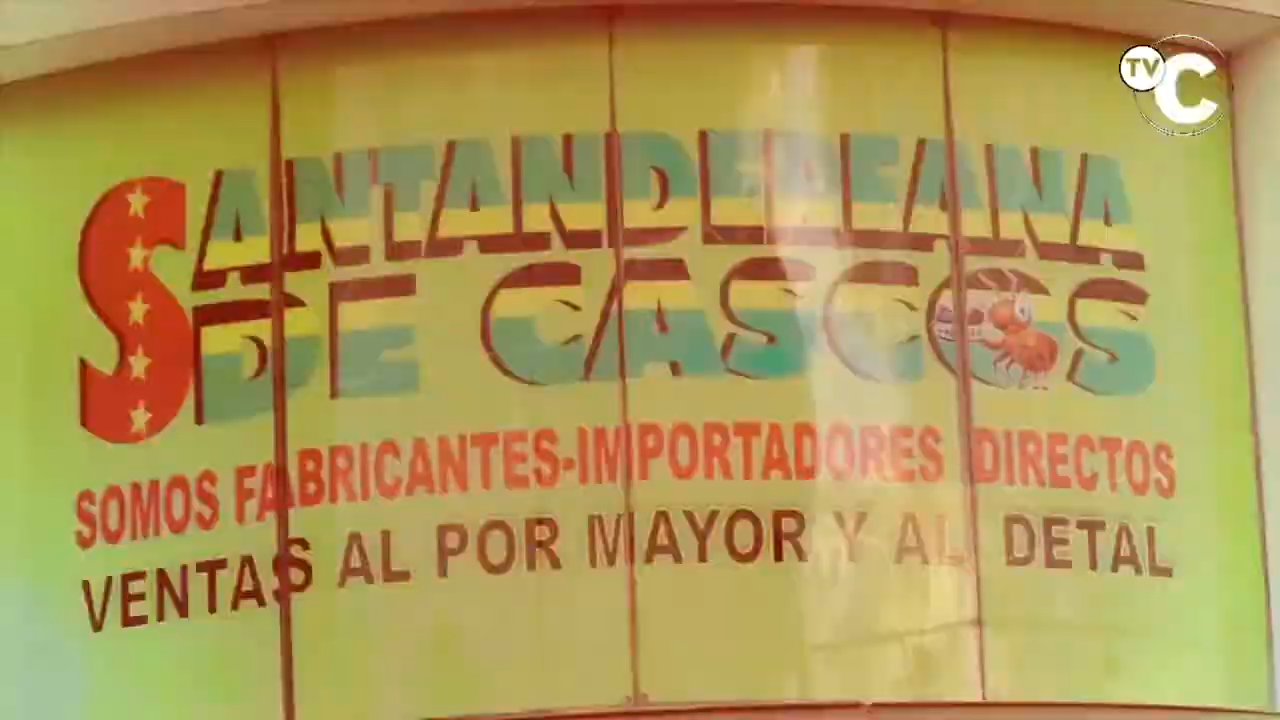 TV C
SANTANDEREANA
DE CASCOS
SOMOS FABRICANTES-IMPORTADORES DIRECTOS
VENTAS AL POR MAYOR Y AL DETAL